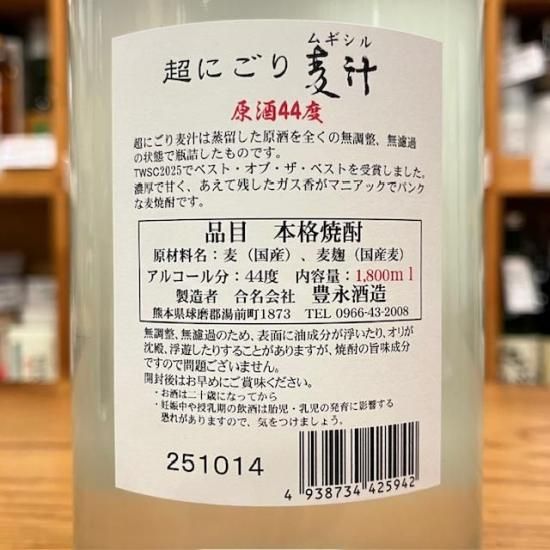 ムギシル
超にごり 麦汁
原酒44度
超にごり麦汁は蒸留した原酒を全くの無調整、無濾過
の状態で瓶詰したものです。
TWSC2025でベスト・オブ・ザ・ベストを受賞しました。
濃厚で甘く、あえて残したガス香がマニアックでパンク
な麦焼酎です。
品目 本格焼酎
原材料名：麦（国産）、麦麹（国産麦）
アルコール分：44度 内容量：1,800ml
製造者 合名会社 豊永酒造
熊本県球磨郡湯前町1873 TEL 0966-43-2008
無調整、無濾過のため、表面に油成分が浮いたり、オリが
沈殿、浮遊したりすることがありますが、焼酎の旨味成分
ですので問題ございません。
開封後はお早めにご賞味ください。
・お酒は二十歳になってから
・妊娠中や授乳期の飲酒は胎児・乳児の発育に影響する
恐れがありますので、気をつけましょう。
251014
4 938734 425942